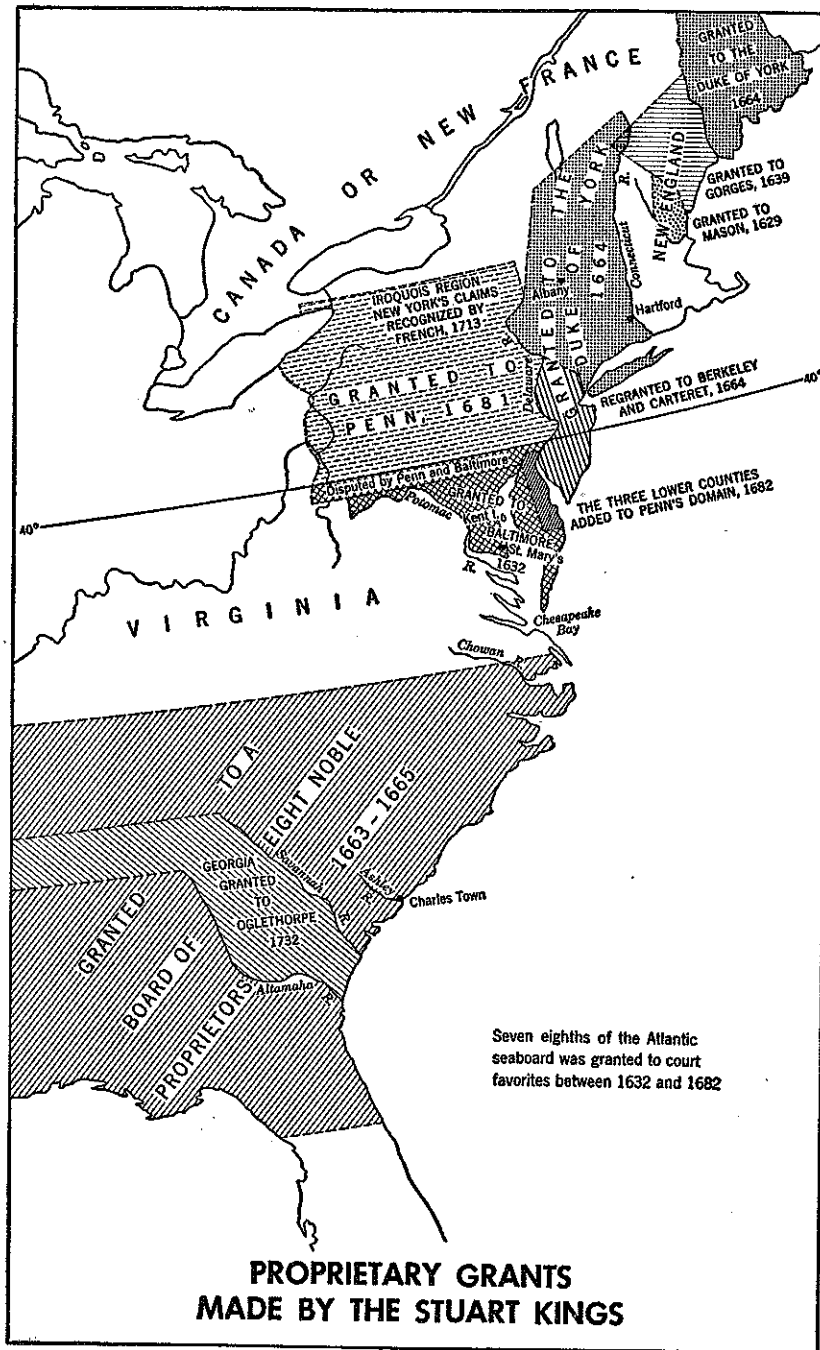 GRANTED
TO THE
DUKE OF YORK
1664
CANADA OR NEW FRANCE
NEW ENGLAND
GRANTED TO
GORGES, 1639
GRANTED TO
MASON, 1629
GRANTED TO THE
DUKE OF YORK
1664
Connecticut R.
Albany
Hartford
IROQUOIS REGION
NEW YORK'S CLAIMS
RECOGNIZED BY
FRENCH, 1713
GRANTED TO
PENN, 1681
Delaware R.
REGRANTED TO BERKELEY
AND CARTERET, 1664
40°
Disputed by Penn and Baltimore
THE THREE LOWER COUNTIES
ADDED TO PENN'S DOMAIN, 1682
40°
Potomac R.
GRANTED TO
Kent I.
BALTIMORE
St. Mary's
1632
VIRGINIA
Chesapeake
Bay
Chowan R.
GRANTED TO A
BOARD OF EIGHT NOBLE
PROPRIETORS 1663-1665
GEORGIA
GRANTED
TO
OGLETHORPE
1732
Savannah R.
Ashley R.
Charles Town
Altamaha R.
Seven eighths of the Atlantic
seaboard was granted to court
favorites between 1632 and 1682
PROPRIETARY GRANTS
MADE BY THE STUART KINGS